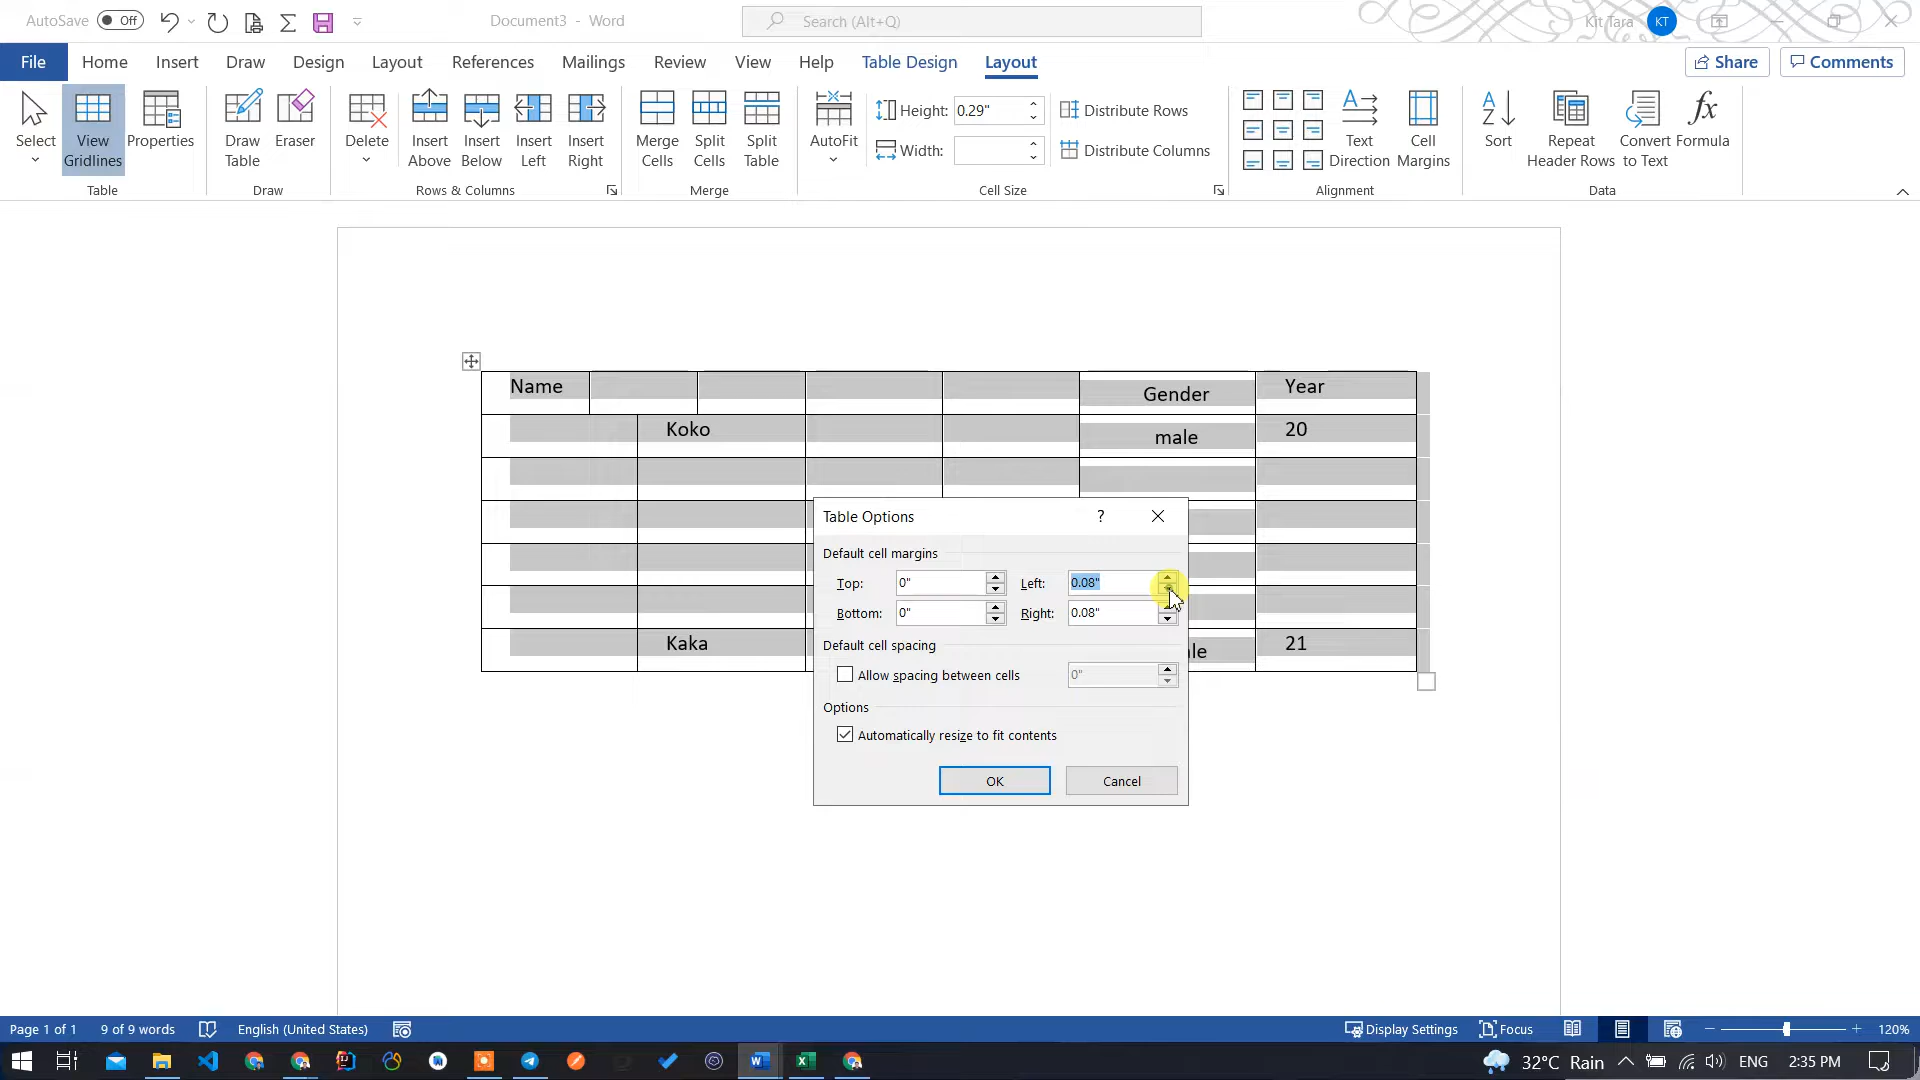 AutoSave Off
Document3 - Word
Search (Alt+Q)
Kit Tara
KT
File Home Insert Draw Design Layout References Mailings Review View Help Table Design Layout
Share Comments
Select
View Gridlines
Properties
Table
Draw Table
Eraser
Draw
Delete
Insert Above
Insert Below
Insert Left
Insert Right
Rows & Columns
Merge Cells
Split Cells
Split Table
Merge
AutoFit
Height: 0.29"
Width:
Distribute Rows
Distribute Columns
Cell Size
Text Direction
Cell Margins
Alignment
Sort
Repeat Header Rows
Convert to Text
Formula
Data
Name Gender Year
Koko male 20
Kaka le 21
Table Options
?
Default cell margins
Top: 0" Left: 0.08"
Bottom: 0" Right: 0.08"
Default cell spacing
Allow spacing between cells 0"
Options
Automatically resize to fit contents
OK Cancel
Page 1 of 1 9 of 9 words English (United States)
Display Settings Focus 120%
32°C Rain ENG 2:35 PM